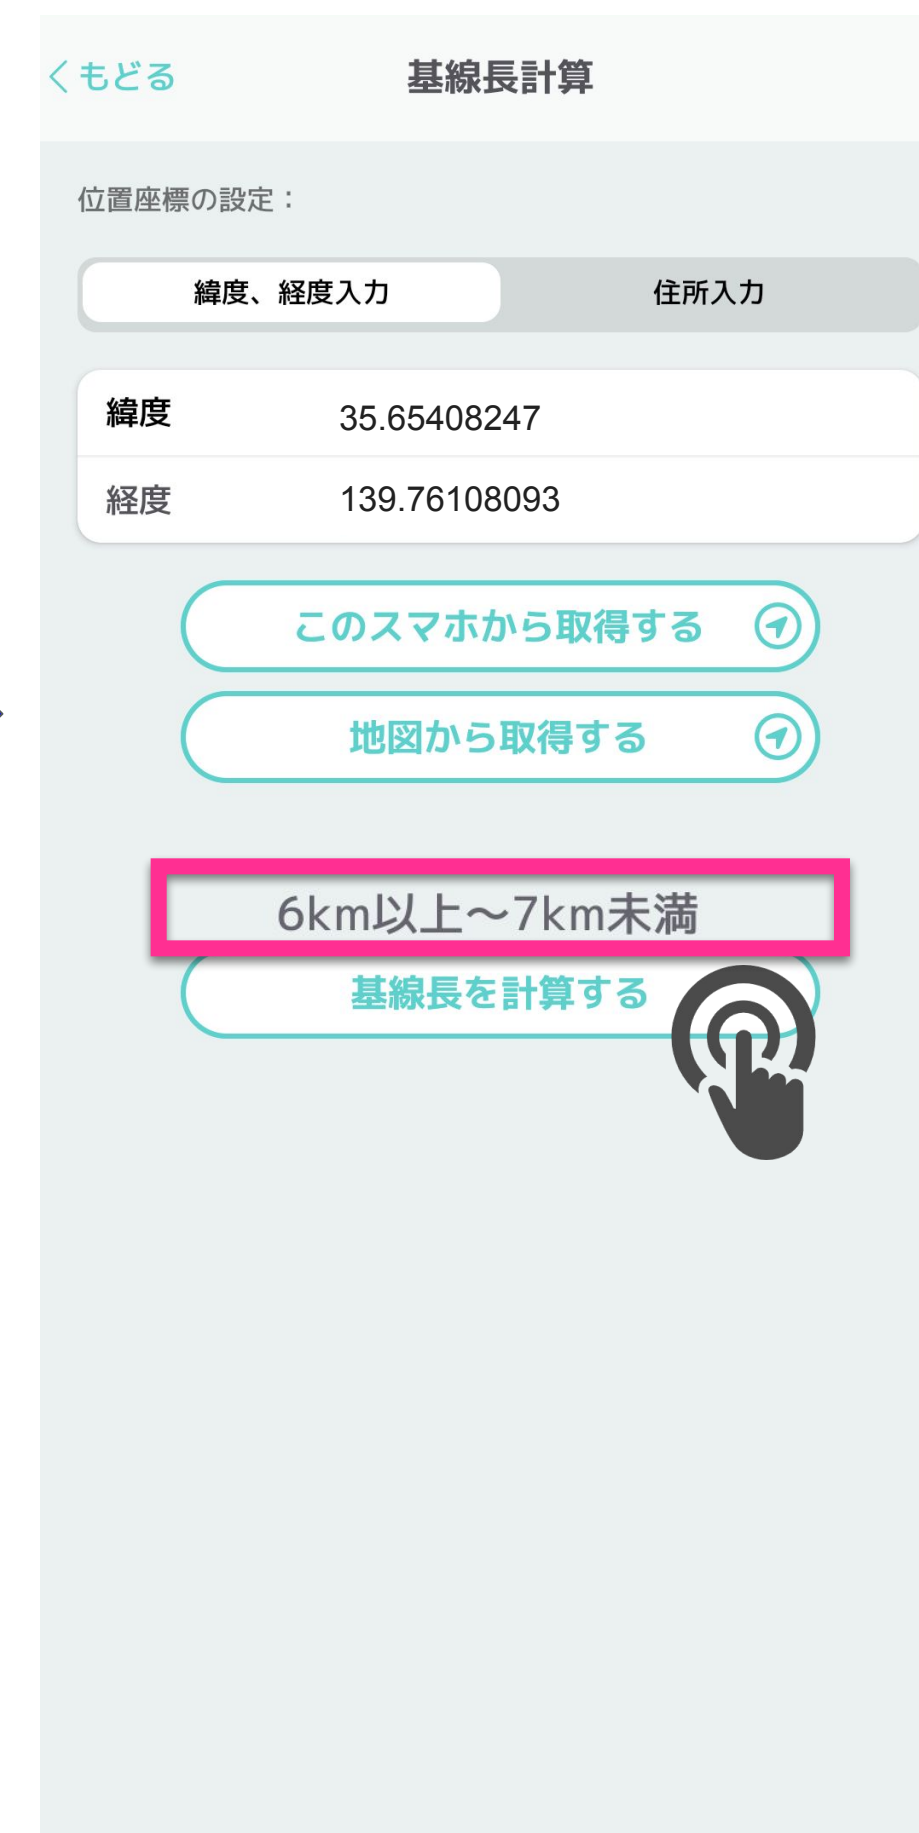 もどる
基線長計算
位置座標の設定：
緯度、経度入力
住所入力
緯度 35.65408247
経度 139.76108093
このスマホから取得する
地図から取得する
6km以上〜7km未満
基線長を計算する